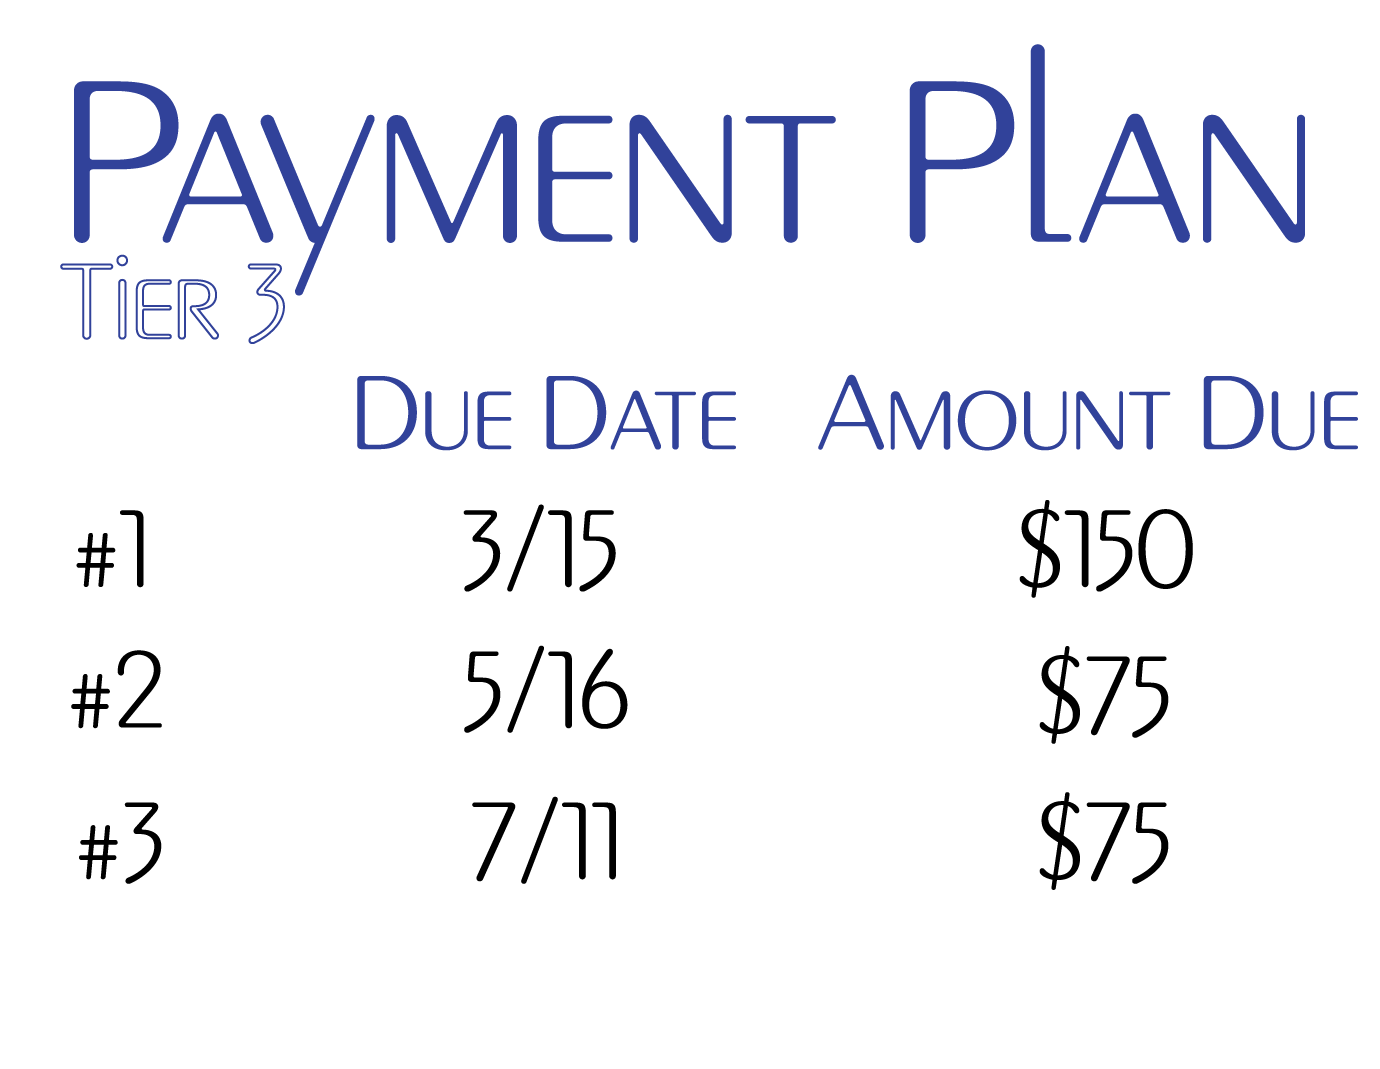 Payment Plan
Tier 3
Due Date Amount Due
#1 3/15 $150
#2 5/16 $75
#3 7/11 $75